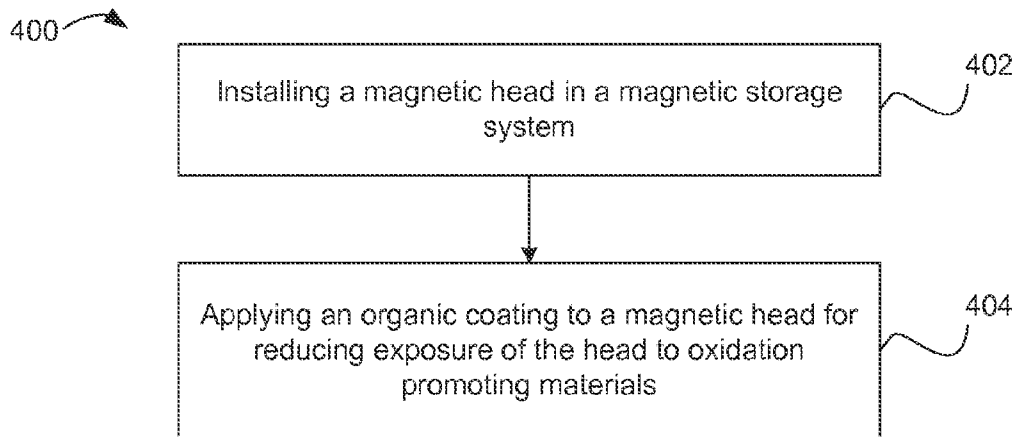 400
402
Installing a magnetic head in a magnetic storage
system
404
Applying an organic coating to a magnetic head for
reducing exposure of the head to oxidation
promoting materials